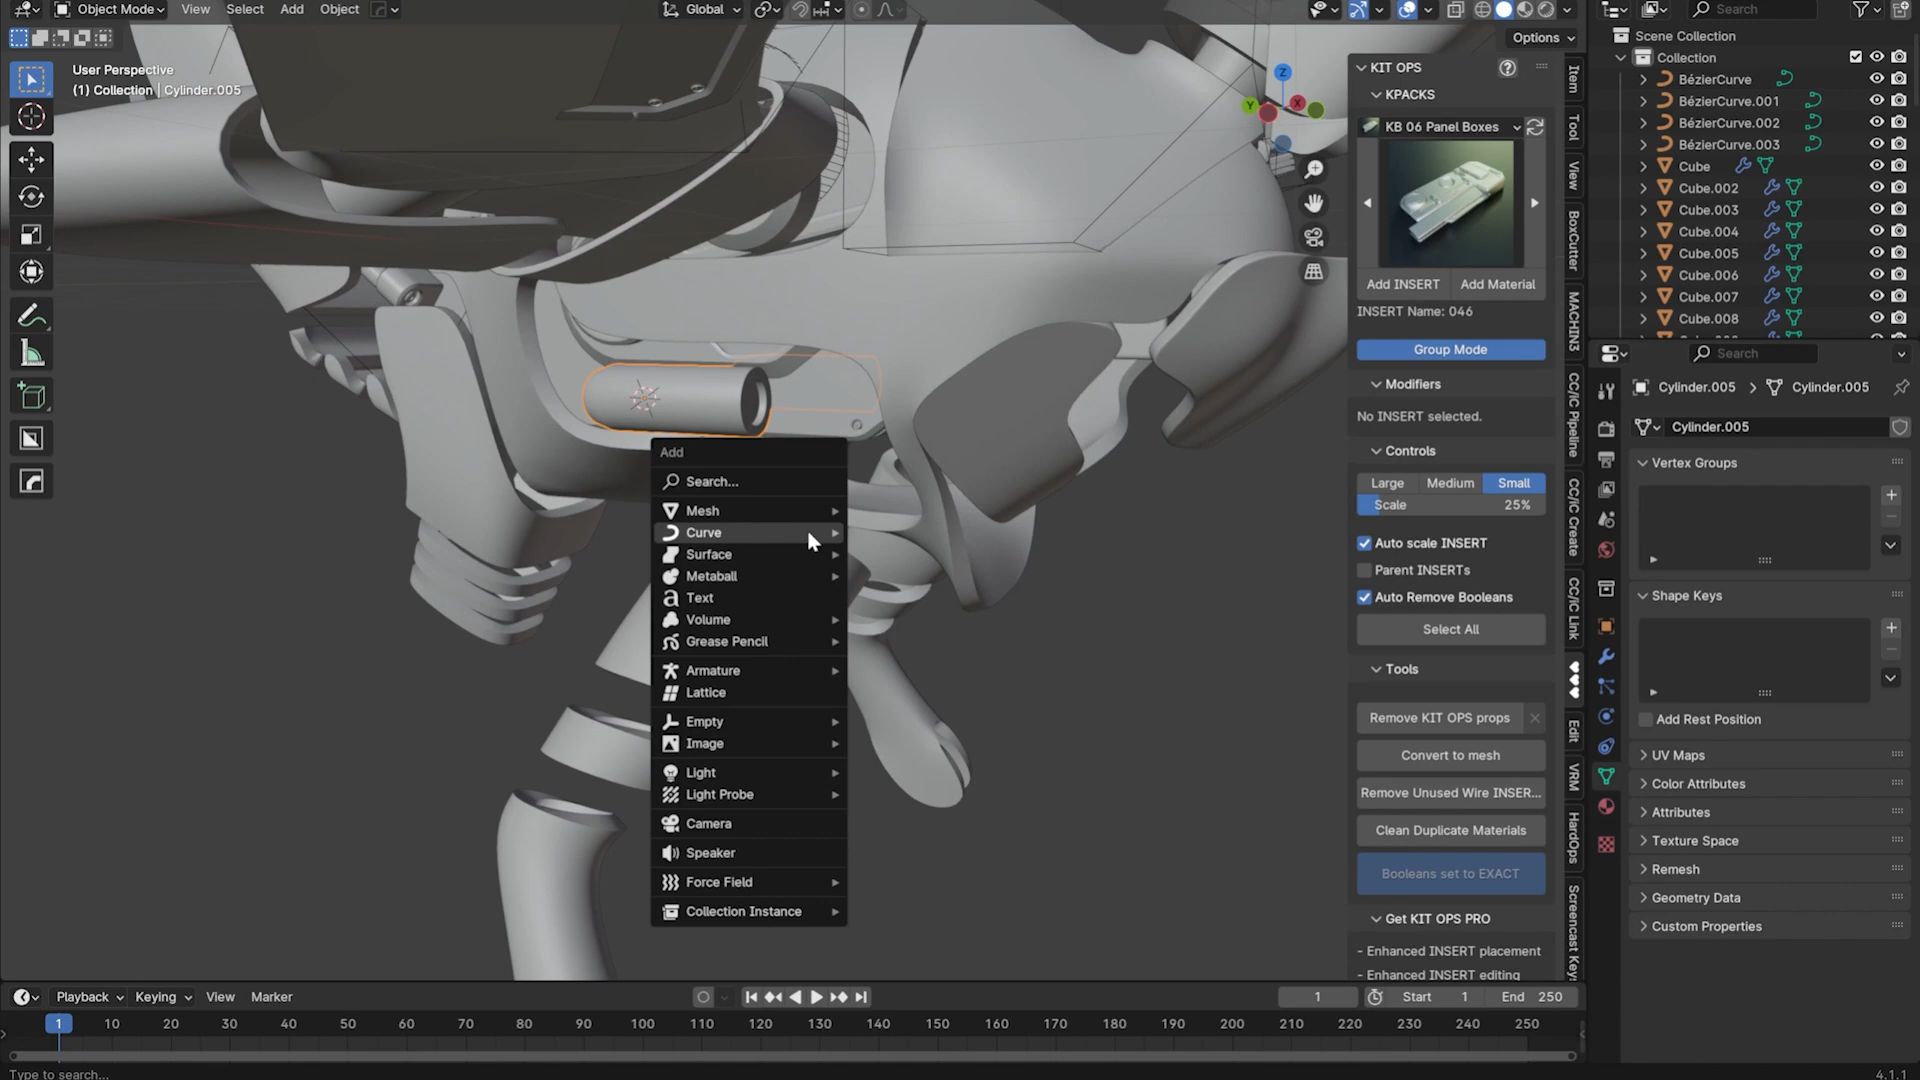 Object Mode
View
Select
Add
Object
Global
Search
Options
User Perspective
(1) Collection | Cylinder.005
Z
Y
X
KIT OPS
KPACKS
KB 06 Panel Boxes
Add INSERT
Add Material
INSERT Name: 046
Group Mode
Modifiers
No INSERT selected.
Controls
Large
Medium
Small
Scale
25%
Auto scale INSERT
Parent INSERTs
Auto Remove Booleans
Select All
Tools
Remove KIT OPS props
Convert to mesh
Remove Unused Wire INSER...
Clean Duplicate Materials
Booleans set to EXACT
Get KIT OPS PRO
- Enhanced INSERT placement
- Enhanced INSERT editing
Item
Tool
View
BoxCutter
MACHIN3
CC/iC Pipeline
CC/iC Create
CC/iC Link
Edit
VRM
HardOps
Screencast Key
Add
Search...
Mesh
Curve
Surface
Metaball
Text
Volume
Grease Pencil
Armature
Lattice
Empty
Image
Light
Light Probe
Camera
Speaker
Force Field
Collection Instance
Scene Collection
Collection
BézierCurve
BézierCurve.001
BézierCurve.002
BézierCurve.003
Cube
Cube.002
Cube.003
Cube.004
Cube.005
Cube.006
Cube.007
Cube.008
Search
Cylinder.005
Cylinder.005
Cylinder.005
Vertex Groups
Shape Keys
Add Rest Position
UV Maps
Color Attributes
Attributes
Texture Space
Remesh
Geometry Data
Custom Properties
Playback
Keying
View
Marker
1
Start
1
End
250
1 10 20 30 40 50 60 70 80 90 100 110 120 130 140 150 160 170 180 190 200 210 220 230 240 250
Type to search...
4.1.1